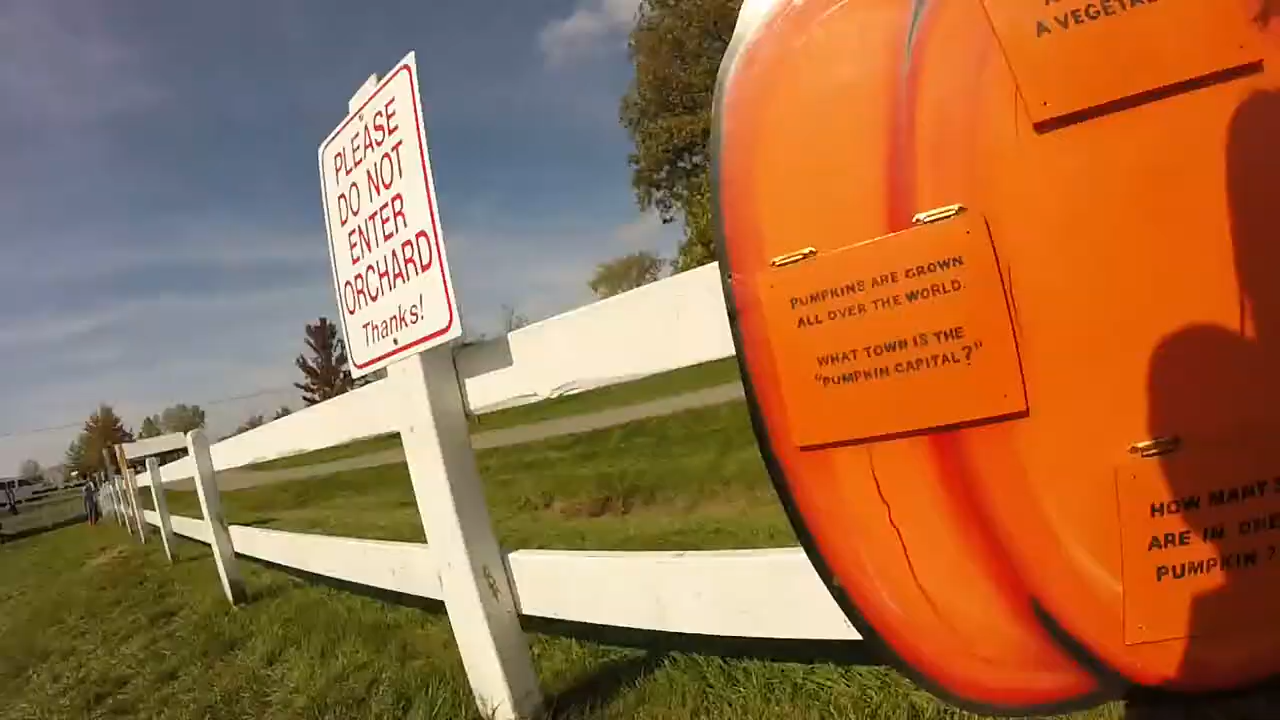 PLEASE
DO NOT
ENTER
ORCHARD
Thanks!
A
PUMPKINS ARE GROWN
ALL OVER THE WORLD.
WHAT TOWN IS THE
"PUMPKIN CAPITAL?"
HOW MANY
ARE IN ONE
PUMPKIN?